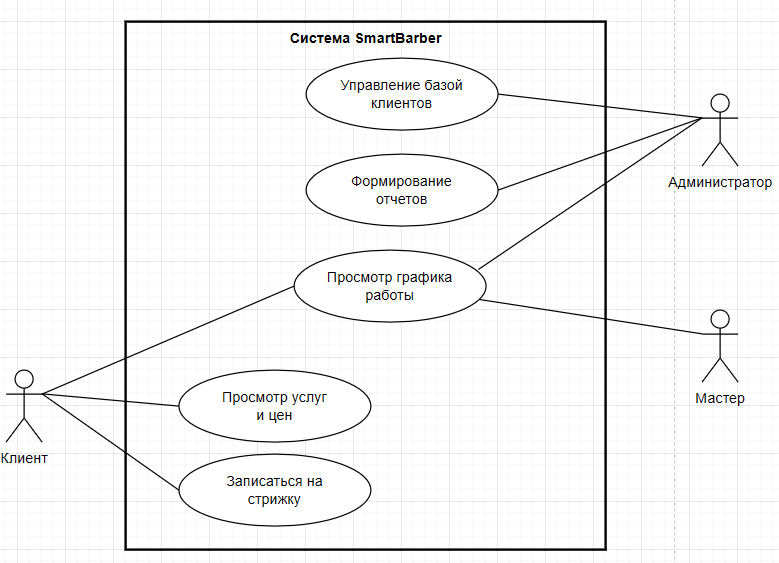 Система SmartBarber
Управление базой
клиентов
Формирование
отчетов
Администратор
Просмотр графика
работы
Мастер
Просмотр услуг
и цен
Клиент
Записаться на
стрижку